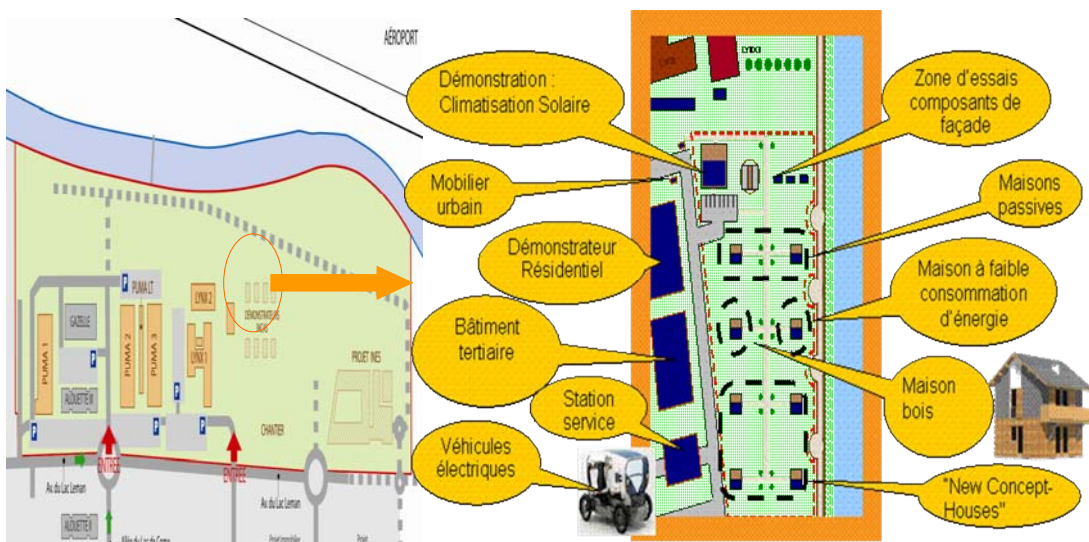 AÉROPORT
P
PUMA LT
GAZELLE
PUMA 1
PUMA 2
PUMA 3
LYNX 2
LYNX 1
P
P
P
P
P
ALOUETTE III
PROJET INES
CHANTIER
ENTRÉE
ENTRÉE
Av. du Lac Leman
Av. du Lac Leman
ALOUETTE II
Démonstration :
Climatisation Solaire
Mobilier
urbain
Démonstrateur
Résidentiel
Bâtiment
tertiaire
Station
service
Véhicules
électriques
Zone d'essais
composants de
façade
Maisons
passives
Maison à faible
consommation
d'énergie
Maison
bois
"New Concept-
Houses"